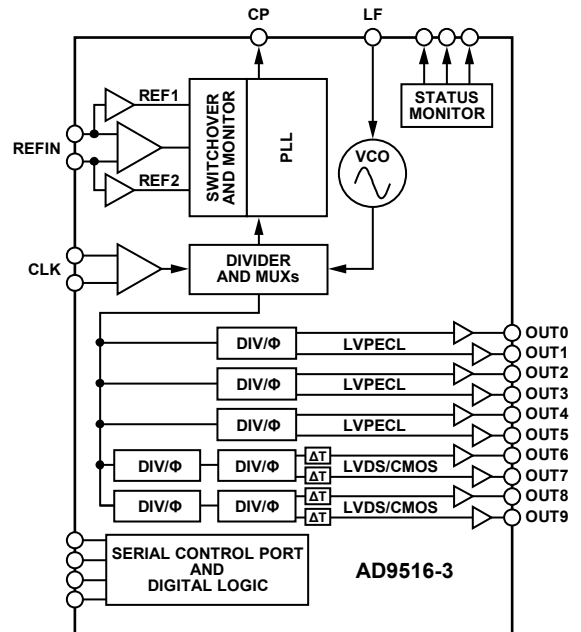 CP
LF
REF1
REFIN
REF2
SWITCHOVER
AND MONITOR
PLL
VCO
STATUS
MONITOR
CLK
DIVIDER
AND MUXs
DIV/Φ
LVPECL
OUT0
OUT1
DIV/Φ
LVPECL
OUT2
OUT3
DIV/Φ
LVPECL
OUT4
OUT5
DIV/Φ
DIV/Φ
ΔT
ΔT
LVDS/CMOS
OUT6
OUT7
DIV/Φ
DIV/Φ
ΔT
ΔT
LVDS/CMOS
OUT8
OUT9
SERIAL CONTROL PORT
AND
DIGITAL LOGIC
AD9516-3